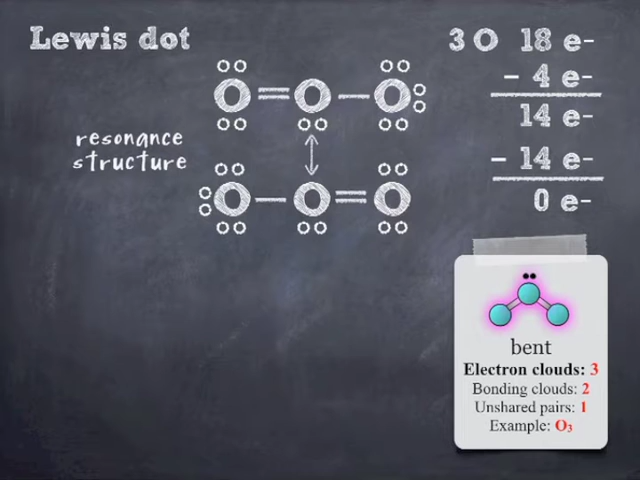 Lewis dot
3 O 18 e-
- 4 e-
14 e-
- 14 e-
0 e-
O=O-O
resonance
structure
O-O=O
bent
Electron clouds: 3
Bonding clouds: 2
Unshared pairs: 1
Example: O₃